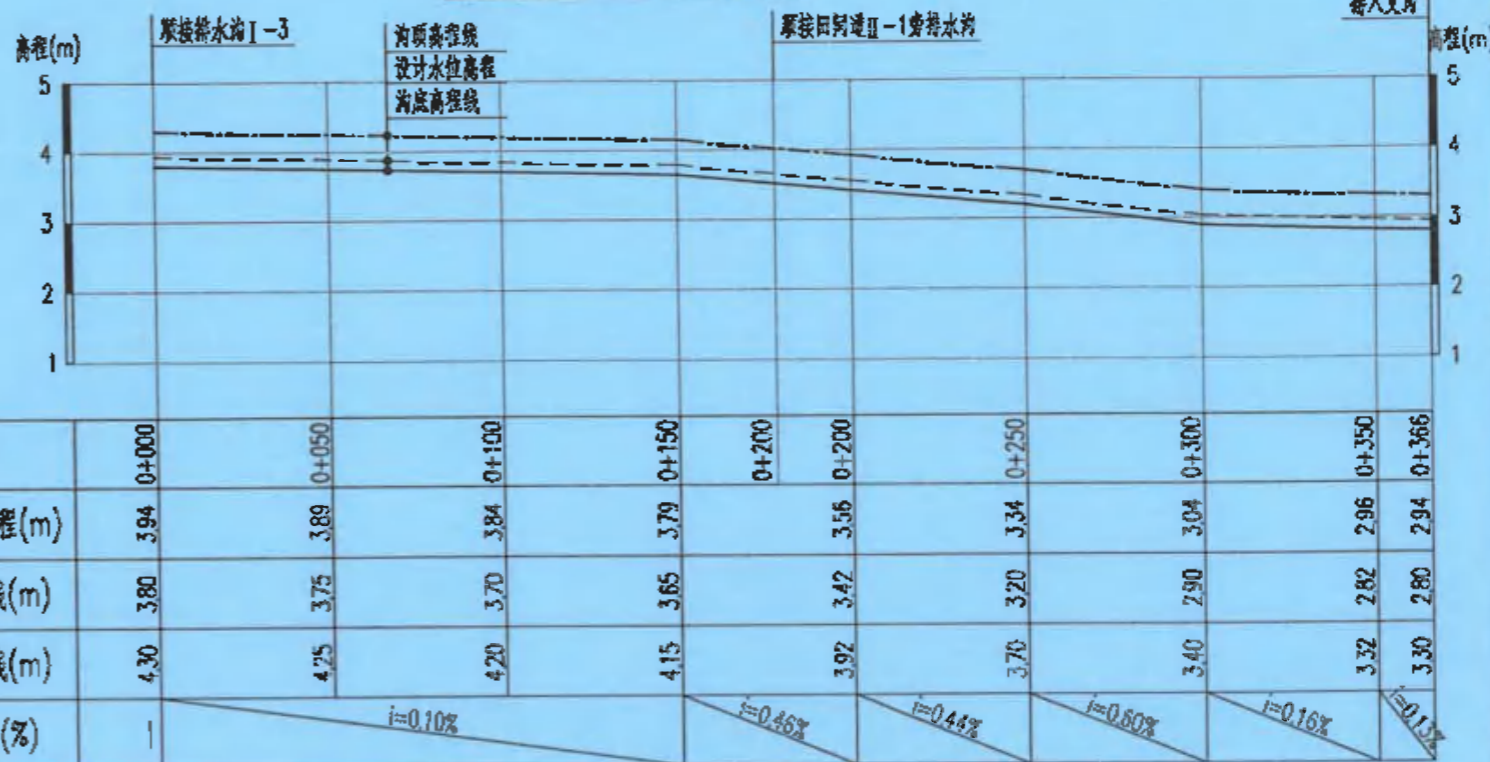 高程(m)
顺接排水沟Ⅰ-3
沟顶高程线
设计水位高程
沟底高程线
顺接田间道Ⅱ-1旁排水沟
高程(m)
5
4
3
2
1
5
4
3
2
1
0+000 0+050 0+100 0+150 0+200 0+200 0+250 0+300 0+350 0+366
程(m) 3.94 3.89 3.84 3.79 3.56 3.34 3.04 2.96 2.94
线(m) 3.80 3.75 3.70 3.65 3.42 3.20 2.90 2.82 2.80
线(m) 4.30 4.25 4.20 4.15 3.92 3.70 3.40 3.32 3.30
(%) i=0.10% i=0.46% i=0.44% i=0.60% i=0.16% i=0.13%